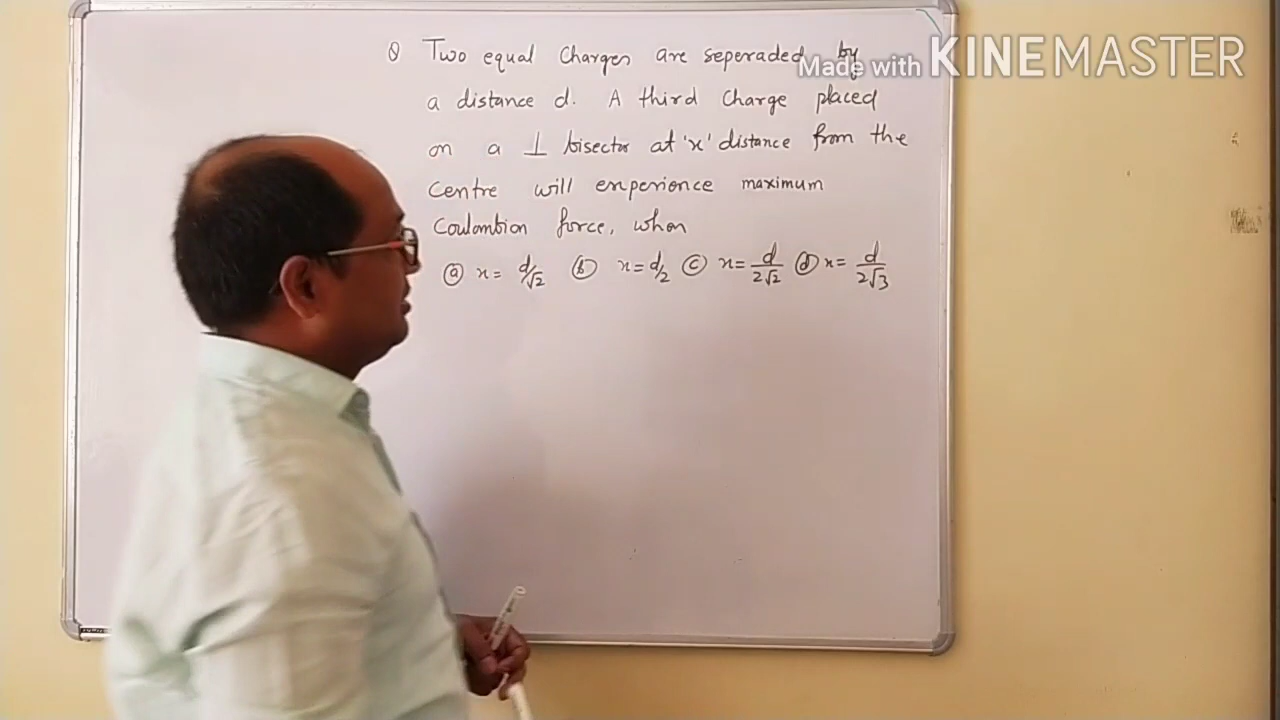 Q Two equal Charges are seperaded by
a distance d. A third Charge placed
on a ⊥ bisector at 'x' distance from the
Centre will experience maximum
Coulombion force, when
ⓐ x = d/√2 ⓑ x = d/2 ⓒ x = d/2√2 ⓓ x = d/2√3
Made with KINEMASTER